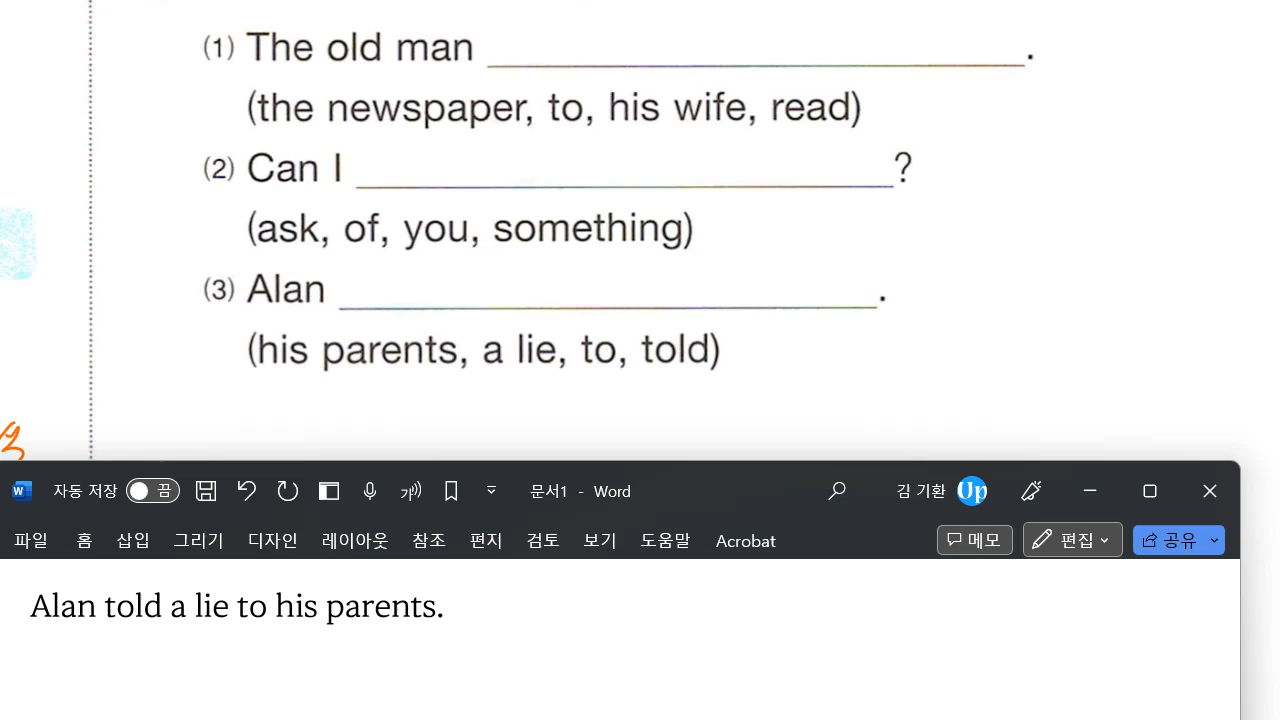 (1) The old man ____________________.
(the newspaper, to, his wife, read)
(2) Can I ____________________?
(ask, of, you, something)
(3) Alan ____________________.
(his parents, a lie, to, told)
자동 저장 끔 문서1 - Word 김 기환 Up
파일 홈 삽입 그리기 디자인 레이아웃 참조 편지 검토 보기 도움말 Acrobat 메모 편집 공유
Alan told a lie to his parents.